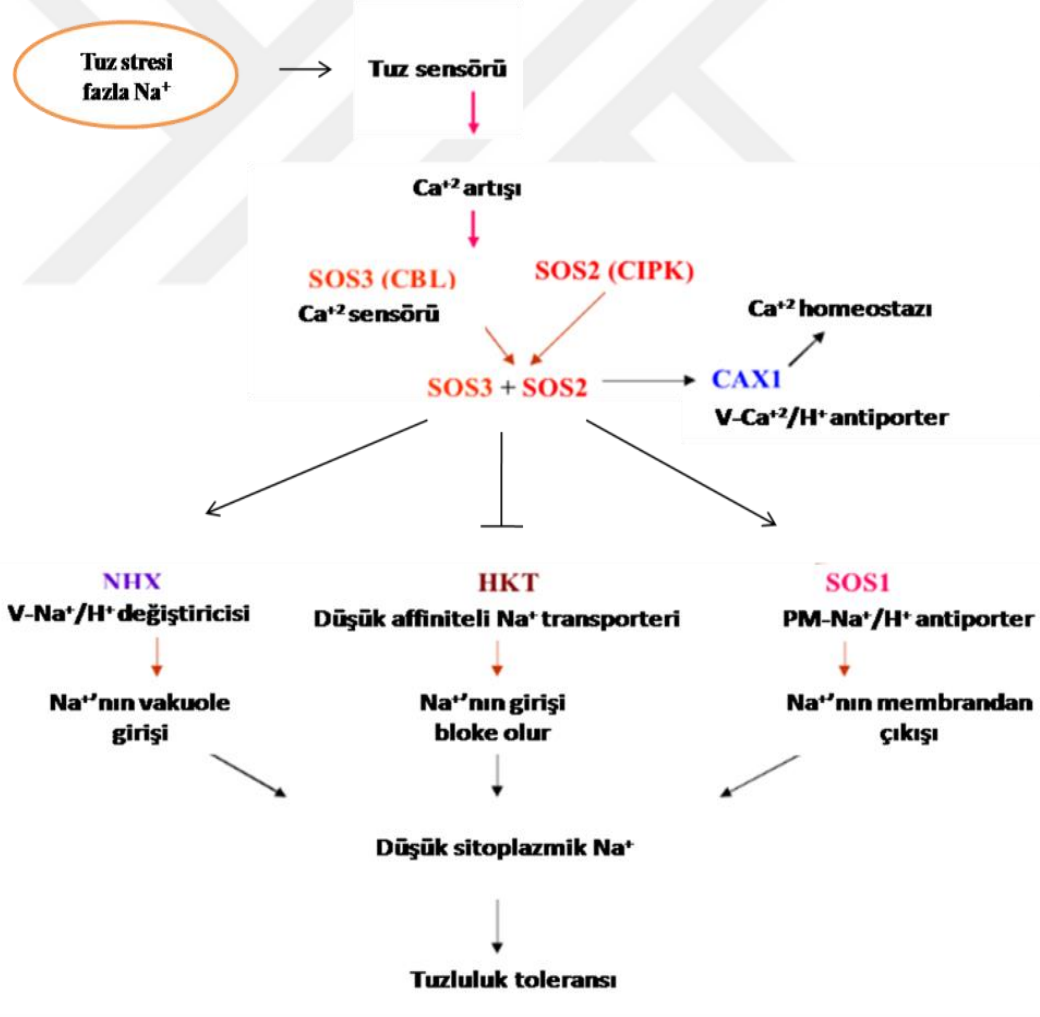 Tuz stresi
fazla Na⁺
Tuz sensörü
Ca⁺² artışı
SOS3 (CBL)
Ca⁺² sensörü
SOS2 (CIPK)
Ca⁺² homeostazı
SOS3 + SOS2
CAX1
V-Ca⁺²/H⁺ antiporter
NHX
V-Na⁺/H⁺ değiştiricisi
HKT
Düşük affiniteli Na⁺ transporteri
SOS1
PM-Na⁺/H⁺ antiporter
Na⁺'nın vakuole
girişi
Na⁺'nın girişi
bloke olur
Na⁺'nın membrandan
çıkışı
Düşük sitoplazmik Na⁺
Tuzluluk toleransı